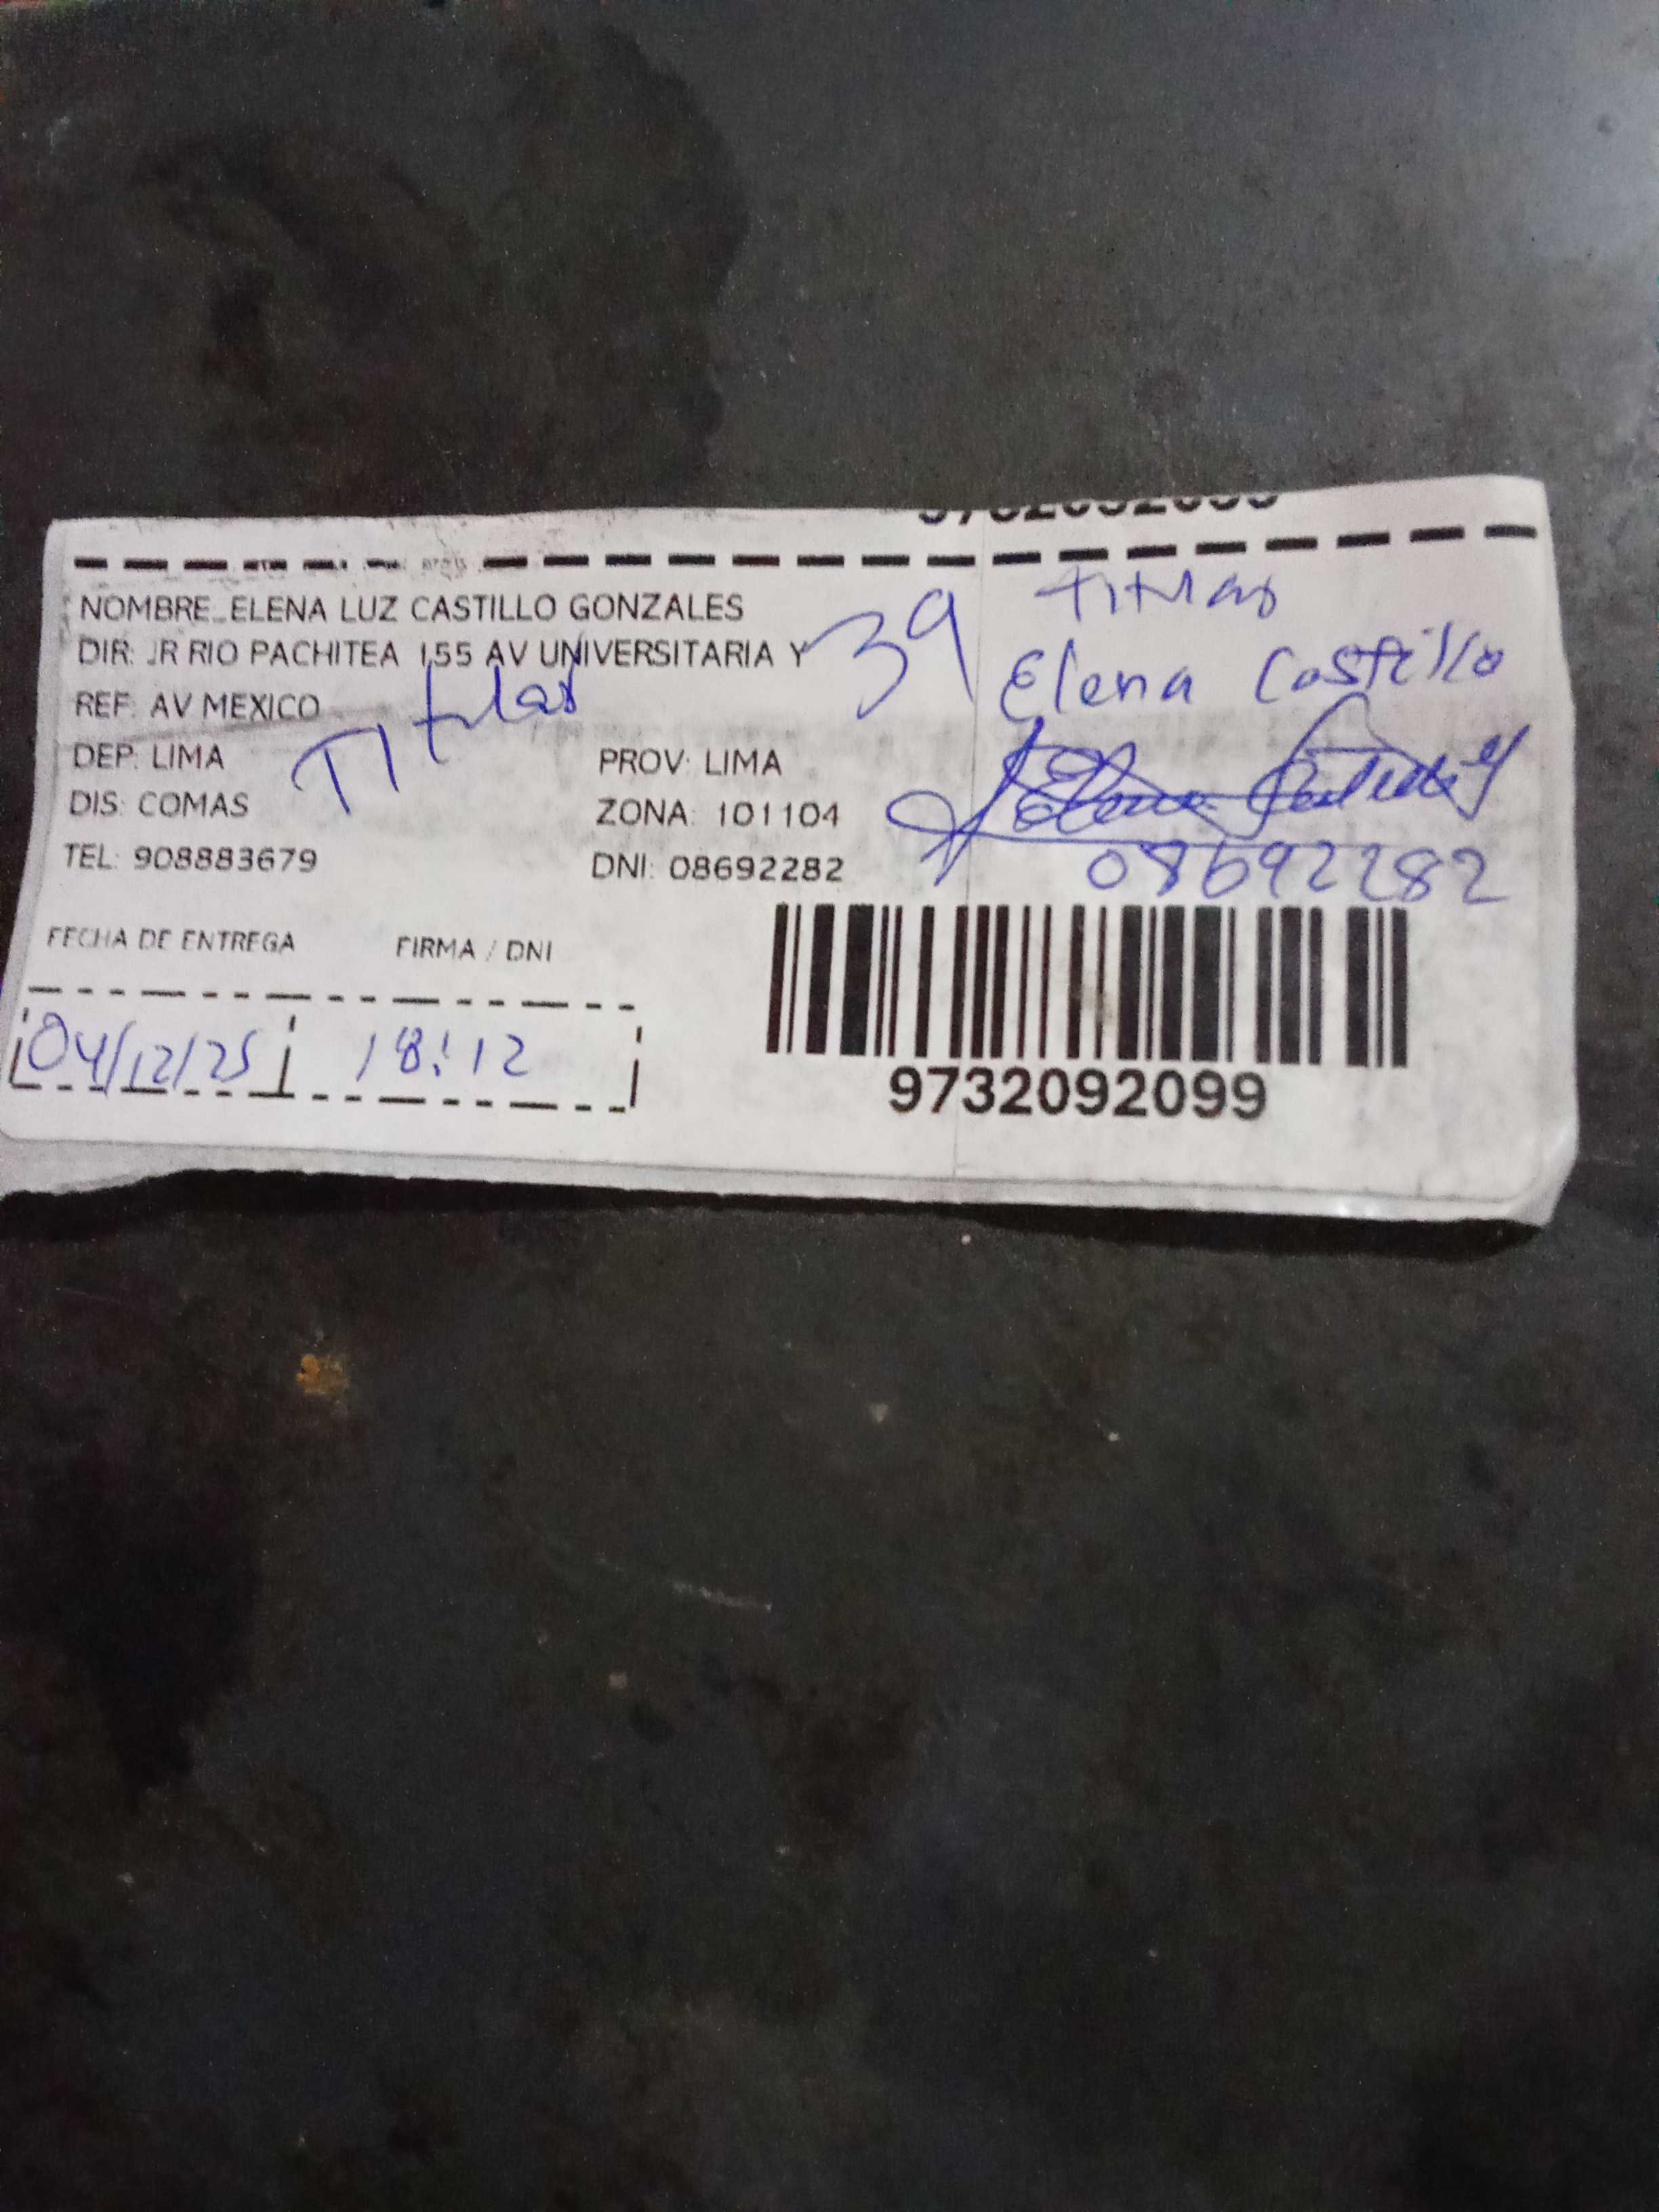 NOMBRE ELENA LUZ CASTILLO GONZALES
DIR: JR RIO PACHITEA 155 AV UNIVERSITARIA Y
39
Titular
Elena Castillo
REF: AV MEXICO
Titular
DEP: LIMA
PROV: LIMA
DIS: COMAS
ZONA: 101104
TEL: 908883679
DNI: 08692282
08692282
FECHA DE ENTREGA
FIRMA / DNI
04/12/25
18:12
9732092099